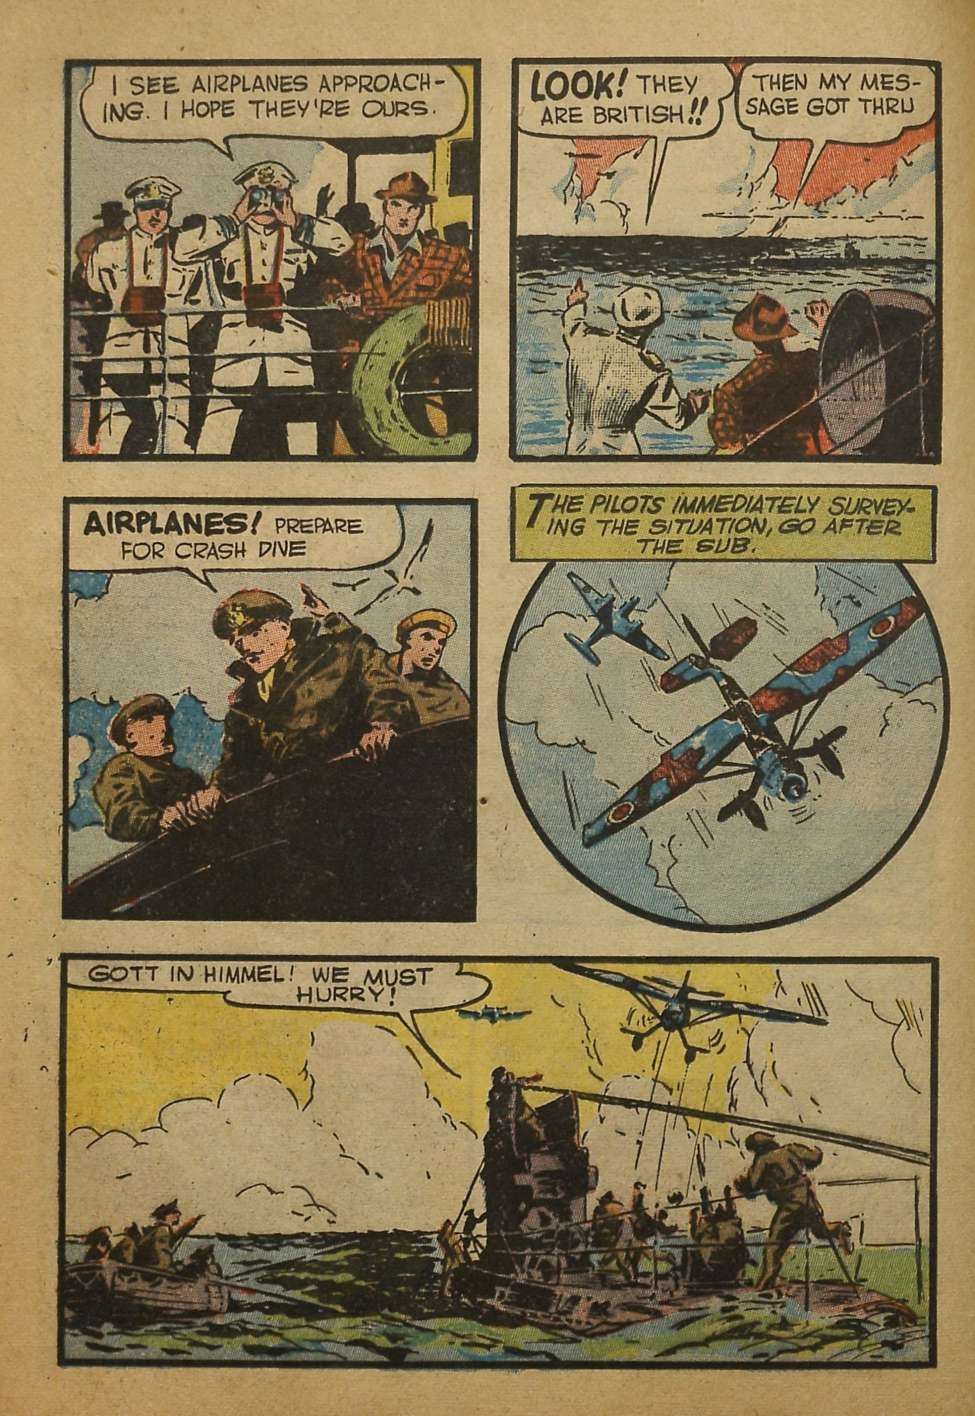 I SEE AIRPLANES APPROACH-
ING. I HOPE THEY'RE OURS.
LOOK! THEY
ARE BRITISH!!
THEN MY MES-
SAGE GOT THRU
AIRPLANES! PREPARE
FOR CRASH DIVE
THE PILOTS IMMEDIATELY SURVEY-
ING THE SITUATION, GO AFTER
THE SUB.
GOTT IN HIMMEL! WE MUST
HURRY!